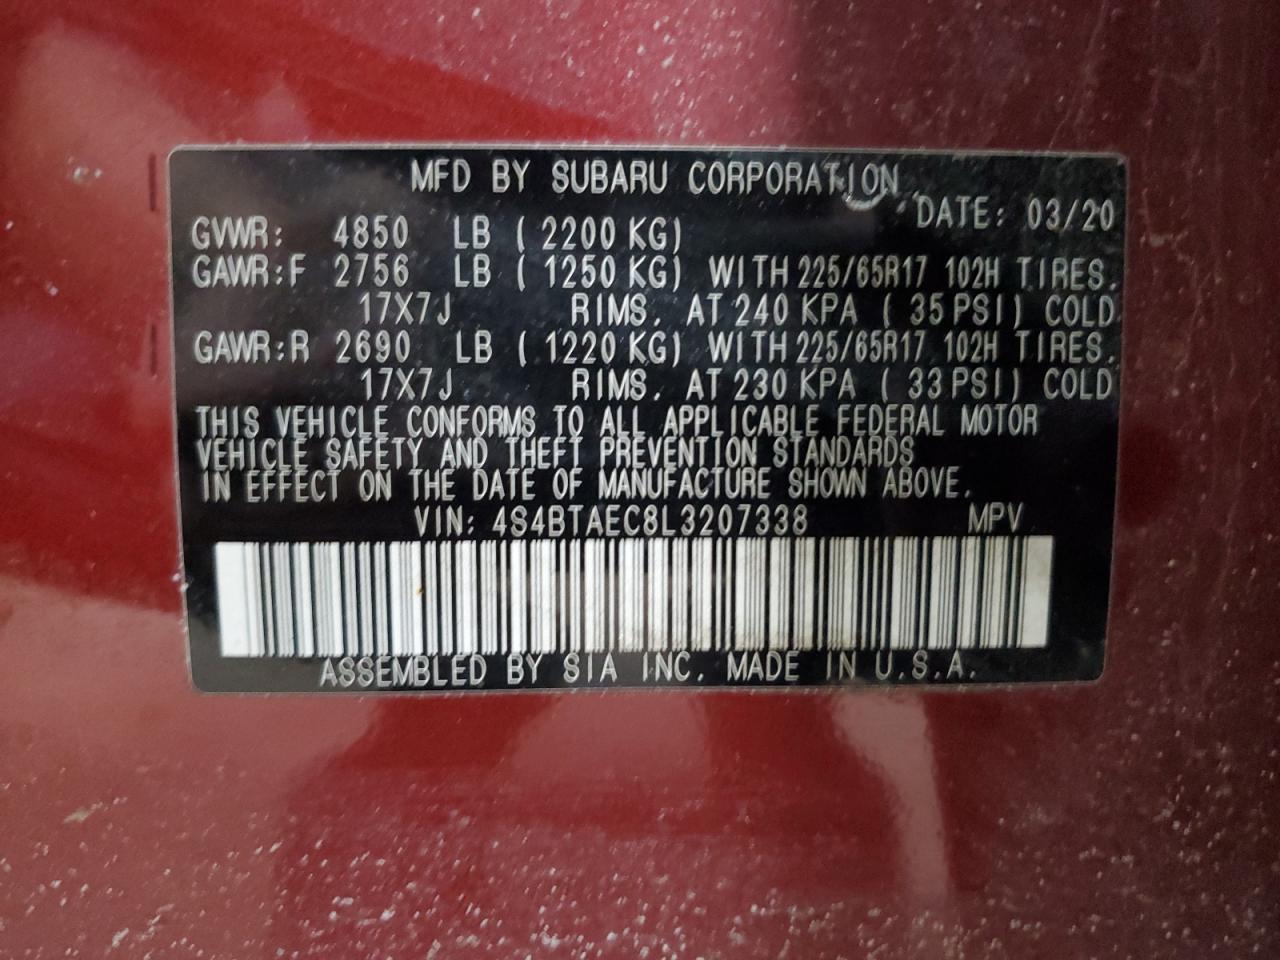 MFD BY SUBARU CORPORATION
DATE: 03/20
GVWR: 4850 LB ( 2200 KG)
GAWR:F 2756 LB ( 1250 KG) WITH 225/65R17 102H TIRES.
17X7J RIMS. AT 240 KPA ( 35 PSI) COLD
GAWR:R 2690 LB ( 1220 KG) WITH 225/65R17 102H TIRES.
17X7J RIMS. AT 230 KPA ( 33 PSI) COLD
THIS VEHICLE CONFORMS TO ALL APPLICABLE FEDERAL MOTOR
VEHICLE SAFETY AND THEFT PREVENTION STANDARDS
IN EFFECT ON THE DATE OF MANUFACTURE SHOWN ABOVE.
VIN: 4S4BTAEC8L3207338 MPV
ASSEMBLED BY SIA INC. MADE IN U.S.A.